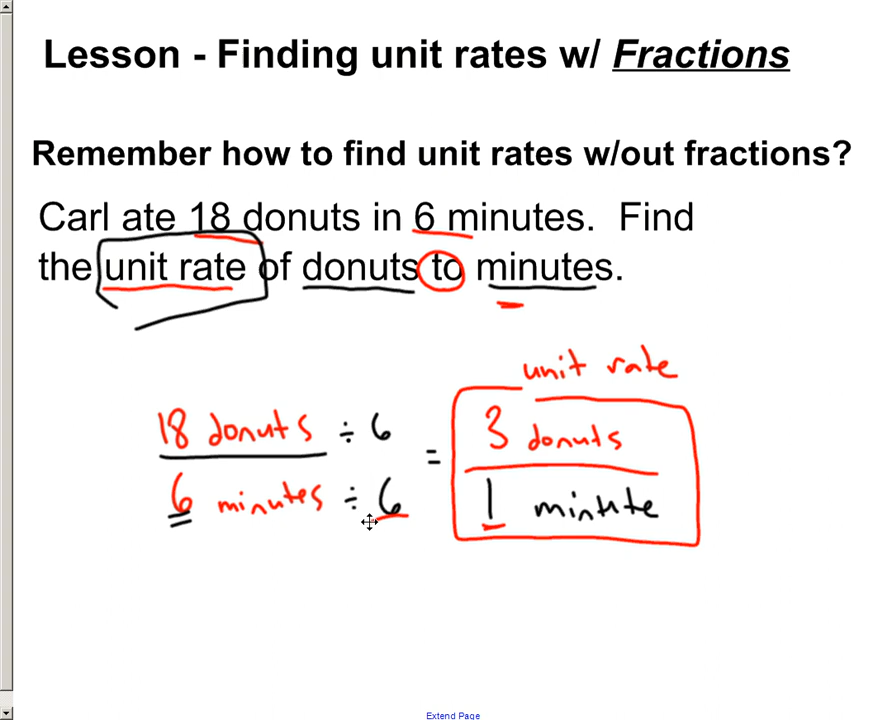 Lesson - Finding unit rates w/ Fractions
Remember how to find unit rates w/out fractions?
Carl ate 18 donuts in 6 minutes. Find
the unit rate of donuts to minutes.
unit rate
18 donuts ÷ 6
=
3 donuts
6 minutes ÷ 6
1 minute
Extend Page